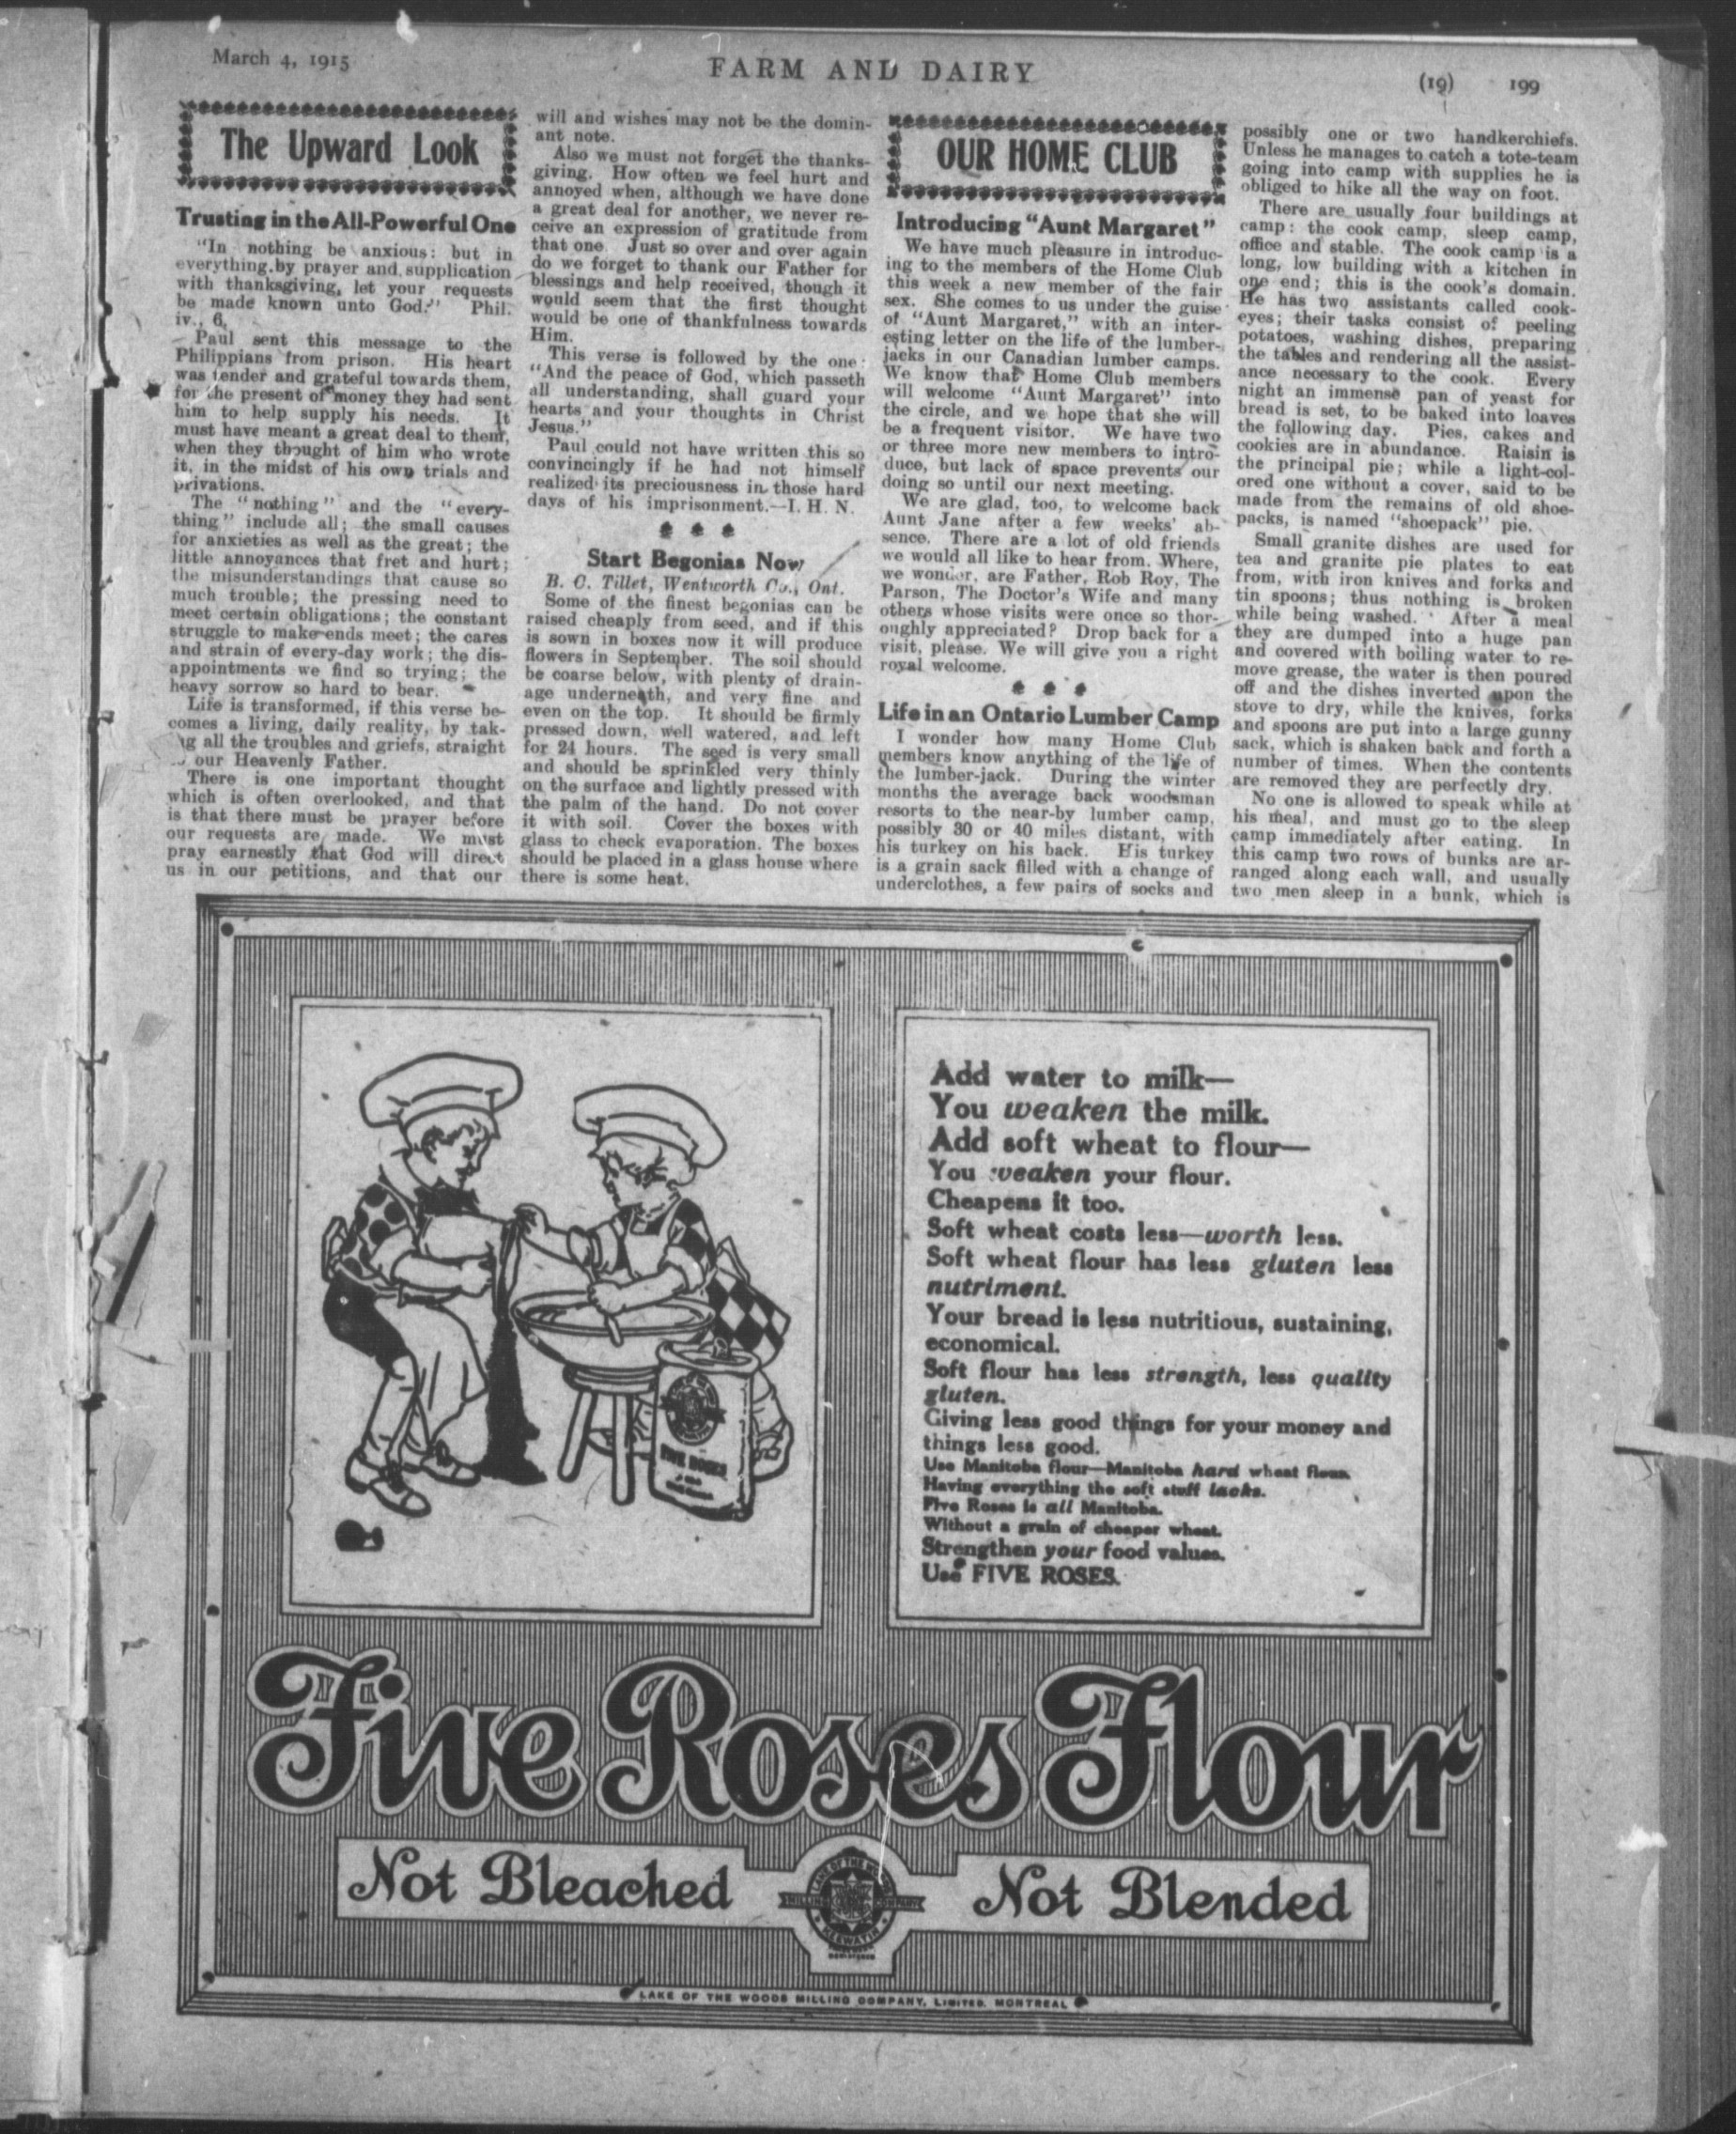 March 4, 1915
FARM AND DAIRY
(19) 199
The Upward Look
Trusting in the All-Powerful One
"In nothing be anxious: but in
everything by prayer and supplication
with thanksgiving, let your requests
be made known unto God." Phil.
iv., 6.
Paul sent this message to the
Philippians from prison. His heart
was tender and grateful towards them,
for the present of money they had sent
him to help supply his needs. It
must have meant a great deal to them,
when they thought of him who wrote
it, in the midst of his own trials and
privations.
The "nothing" and the "every-
thing" include all; the small causes
for anxieties as well as the great; the
little annoyances that fret and hurt;
the misunderstandings that cause so
much trouble; the pressing need to
meet certain obligations; the constant
struggle to make ends meet; the cares
and strain of every-day work; the dis-
appointments we find so trying; the
heavy sorrow so hard to bear.
Life is transformed, if this verse be-
comes a living, daily reality, by tak-
ing all the troubles and griefs, straight
our Heavenly Father.
There is one important thought
which is often overlooked, and that
is that there must be prayer before
our requests are made. We must
pray earnestly that God will direct
us in our petitions, and that our
will and wishes may not be the domin-
ant note.
Also we must not forget the thanks-
giving. How often we feel hurt and
annoyed when, although we have done
a great deal for another, we never re-
ceive an expression of gratitude from
that one. Just so over and over again
do we forget to thank our Father for
blessings and help received, though it
would seem that the first thought
would be one of thankfulness towards
Him.
This verse is followed by the one:
"And the peace of God, which passeth
all understanding, shall guard your
hearts and your thoughts in Christ
Jesus."
Paul could not have written this so
convincingly if he had not himself
realized its preciousness in those hard
days of his imprisonment.—I. H. N.
Start Begonias Now
B. C. Tillet, Wentworth Co., Ont.
Some of the finest begonias can be
raised cheaply from seed, and if this
is sown in boxes now it will produce
flowers in September. The soil should
be coarse below, with plenty of drain-
age underneath, and very fine and
even on the top. It should be firmly
pressed down, well watered, and left
for 24 hours. The seed is very small
and should be sprinkled very thinly
on the surface and lightly pressed with
the palm of the hand. Do not cover
it with soil. Cover the boxes with
glass to check evaporation. The boxes
should be placed in a glass house where
there is some heat.
OUR HOME CLUB
Introducing "Aunt Margaret"
We have much pleasure in introduc-
ing to the members of the Home Club
this week a new member of the fair
sex. She comes to us under the guise
of "Aunt Margaret," with an inter-
esting letter on the life of the lumber-
jacks in our Canadian lumber camps.
We know that Home Club members
will welcome "Aunt Margaret" into
the circle, and we hope that she will
be a frequent visitor. We have two
or three more new members to intro-
duce, but lack of space prevents our
doing so until our next meeting.
We are glad, too, to welcome back
Aunt Jane after a few weeks' ab-
sence. There are a lot of old friends
we would all like to hear from. Where,
we wonder, are Father, Rob Roy, The
Parson, The Doctor's Wife and many
others whose visits were once so thor-
oughly appreciated? Drop back for a
visit, please. We will give you a right
royal welcome.
Life in an Ontario Lumber Camp
I wonder how many Home Club
members know anything of the life of
the lumber-jack. During the winter
months the average back woodsman
resorts to the near-by lumber camp,
possibly 30 or 40 miles distant, with
his turkey on his back. His turkey
is a grain sack filled with a change of
underclothes, a few pairs of socks and
possibly one or two handkerchiefs.
Unless he manages to catch a tote-team
going into camp with supplies he is
obliged to hike all the way on foot.
There are usually four buildings at
camp: the cook camp, sleep camp,
office and stable. The cook camp is a
long, low building with a kitchen in
one end; this is the cook's domain.
He has two assistants called cook-
eyes; their tasks consist of peeling
potatoes, washing dishes, preparing
the tables and rendering all the assist-
ance necessary to the cook. Every
night an immense pan of yeast for
bread is set, to be baked into loaves
the following day. Pies, cakes and
cookies are in abundance. Raisin is
the principal pie; while a light-col-
ored one without a cover, said to be
made from the remains of old shoe-
packs, is named "shoepack" pie.
Small granite dishes are used for
tea and granite pie plates to eat
from, with iron knives and forks and
tin spoons; thus nothing is broken
while being washed. After a meal
they are dumped into a huge pan
and covered with boiling water to re-
move grease, the water is then poured
off and the dishes inverted upon the
stove to dry, while the knives, forks
and spoons are put into a large gunny
sack, which is shaken back and forth a
number of times. When the contents
are removed they are perfectly dry.
No one is allowed to speak while at
his meal, and must go to the sleep
camp immediately after eating. In
this camp two rows of bunks are ar-
ranged along each wall, and usually
two men sleep in a bunk, which is
Add water to milk—
You weaken the milk.
Add soft wheat to flour—
You weaken your flour.
Cheapens it too.
Soft wheat costs less—worth less.
Soft wheat flour has less gluten less
nutriment.
Your bread is less nutritious, sustaining,
economical.
Soft flour has less strength, less quality
gluten.
Giving less good things for your money and
things less good.
Use Manitoba flour—Manitoba hard wheat flour.
Having everything the soft stuff lacks.
Five Roses is all Manitoba.
Without a grain of cheaper wheat.
Strengthen your food values.
Use FIVE ROSES.
FIVE ROSES
Five Roses Flour
Not Bleached
LAKE OF THE WOODS
MILLING COMPANY
KEEWATIN
Not Blended
LAKE OF THE WOODS MILLING COMPANY, LIMITED. MONTREAL